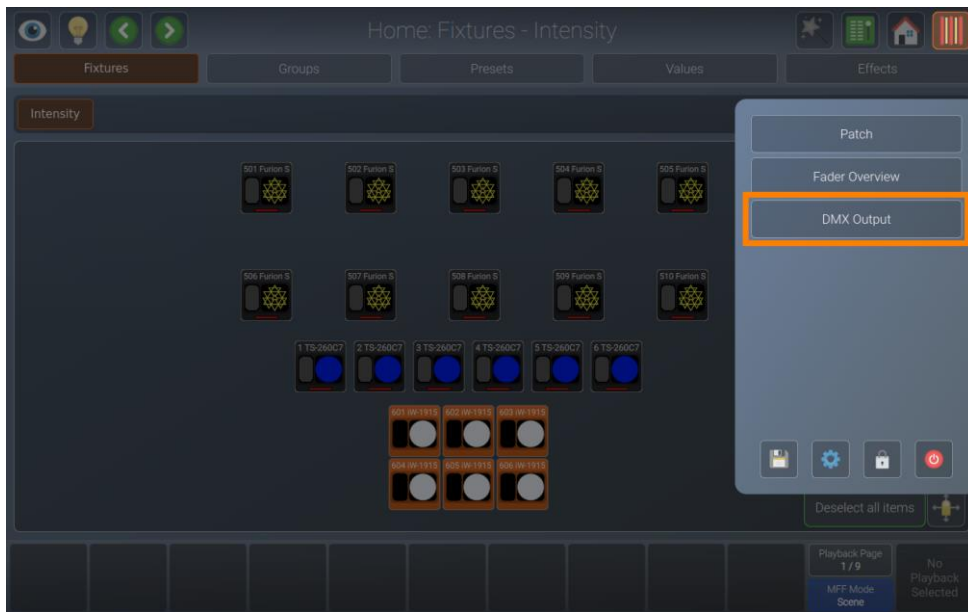 Home: Fixtures - Intensity
Fixtures
Groups
Presets
Values
Effects
Intensity
Patch
Fader Overview
DMX Output
501 Furion S
502 Furion S
503 Furion S
504 Furion S
505 Furion S
506 Furion S
507 Furion S
508 Furion S
509 Furion S
510 Furion S
1 TS-260C7
2 TS-260C7
3 TS-260C7
4 TS-260C7
5 TS-260C7
6 TS-260C7
601 iW-1915
602 iW-1915
603 iW-1915
604 iW-1915
605 iW-1915
606 iW-1915
Deselect all items
Playback Page
1 / 9
MFF Mode
Scene
No
Playback
Selected